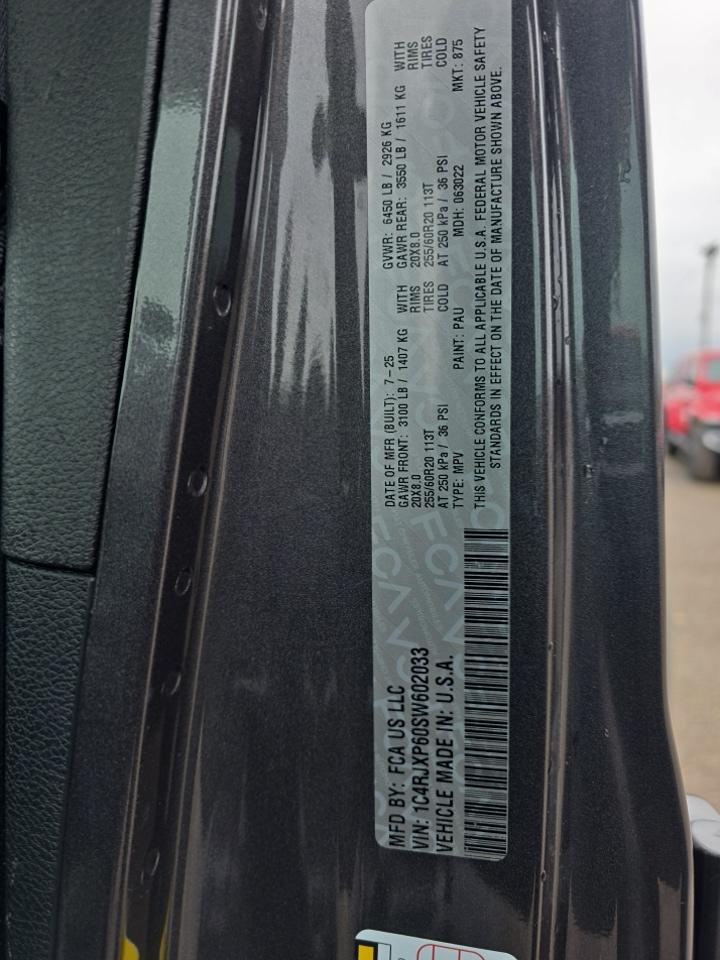 MFD BY: FCA US LLC
VIN: 1C4RJXP60SW602033
VEHICLE MADE IN: U.S.A.
DATE OF MFR (BUILT): 7-25 GVWR: 6450 LB / 2926 KG
GAWR FRONT: 3100 LB / 1407 KG WITH GAWR REAR: 3550 LB / 1611 KG WITH
20X8.0 RIMS 20X8.0 RIMS
255/60R20 113T TIRES 255/60R20 113T TIRES
AT 250 kPa / 36 PSI COLD AT 250 kPa / 36 PSI COLD
TYPE: MPV PAINT: PAU MDH: 063022 MKT: 875
THIS VEHICLE CONFORMS TO ALL APPLICABLE U.S.A. FEDERAL MOTOR VEHICLE SAFETY
STANDARDS IN EFFECT ON THE DATE OF MANUFACTURE SHOWN ABOVE.